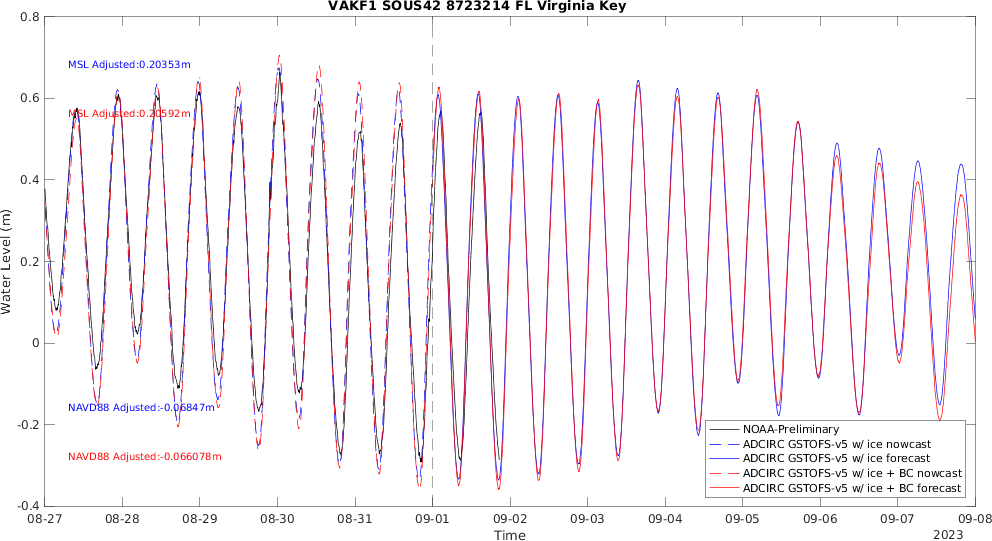 VAKF1 SOUS42 8723214 FL Virginia Key
0.8
MSL Adjusted:0.20353m
0.6
MSL Adjusted:0.20592m
0.4
Water Level (m)
0.2
0
NAVD88 Adjusted:-0.06847m
-0.2
NOAA-Preliminary
ADCIRC GSTOFS-v5 w/ ice nowcast
NAVD88 Adjusted:-0.066078m
ADCIRC GSTOFS-v5 w/ ice forecast
ADCIRC GSTOFS-v5 w/ ice + BC nowcast
ADCIRC GSTOFS-v5 w/ ice + BC forecast
-0.4
08-27 08-28 08-29 08-30 08-31 09-01 09-02 09-03 09-04 09-05 09-06 09-07 09-08
Time
2023